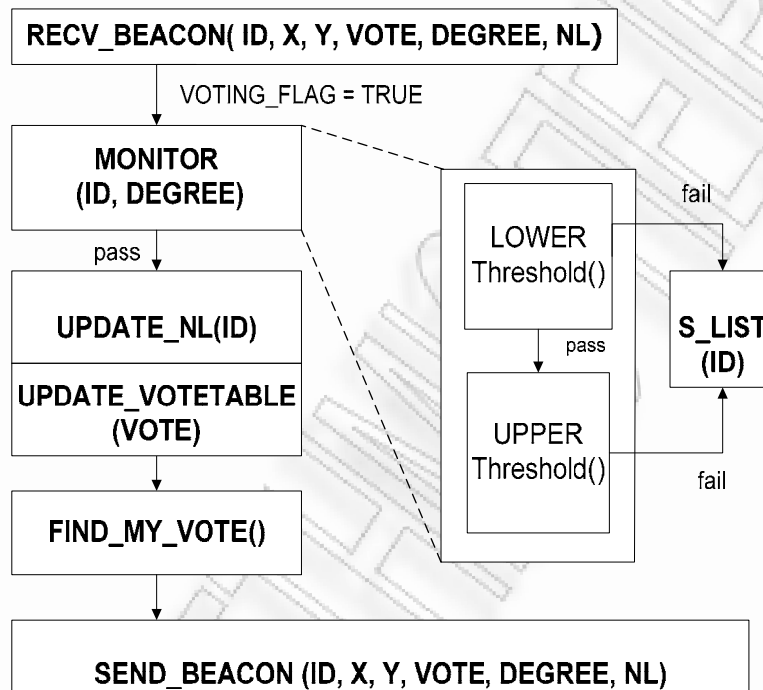 RECV_BEACON( ID, X, Y, VOTE, DEGREE, NL)
VOTING_FLAG = TRUE
MONITOR
(ID, DEGREE)
pass
UPDATE_NL(ID)
UPDATE_VOTETABLE
(VOTE)
FIND_MY_VOTE()
SEND_BEACON (ID, X, Y, VOTE, DEGREE, NL)
LOWER
Threshold()
pass
UPPER
Threshold()
fail
S_LIST
(ID)
fail